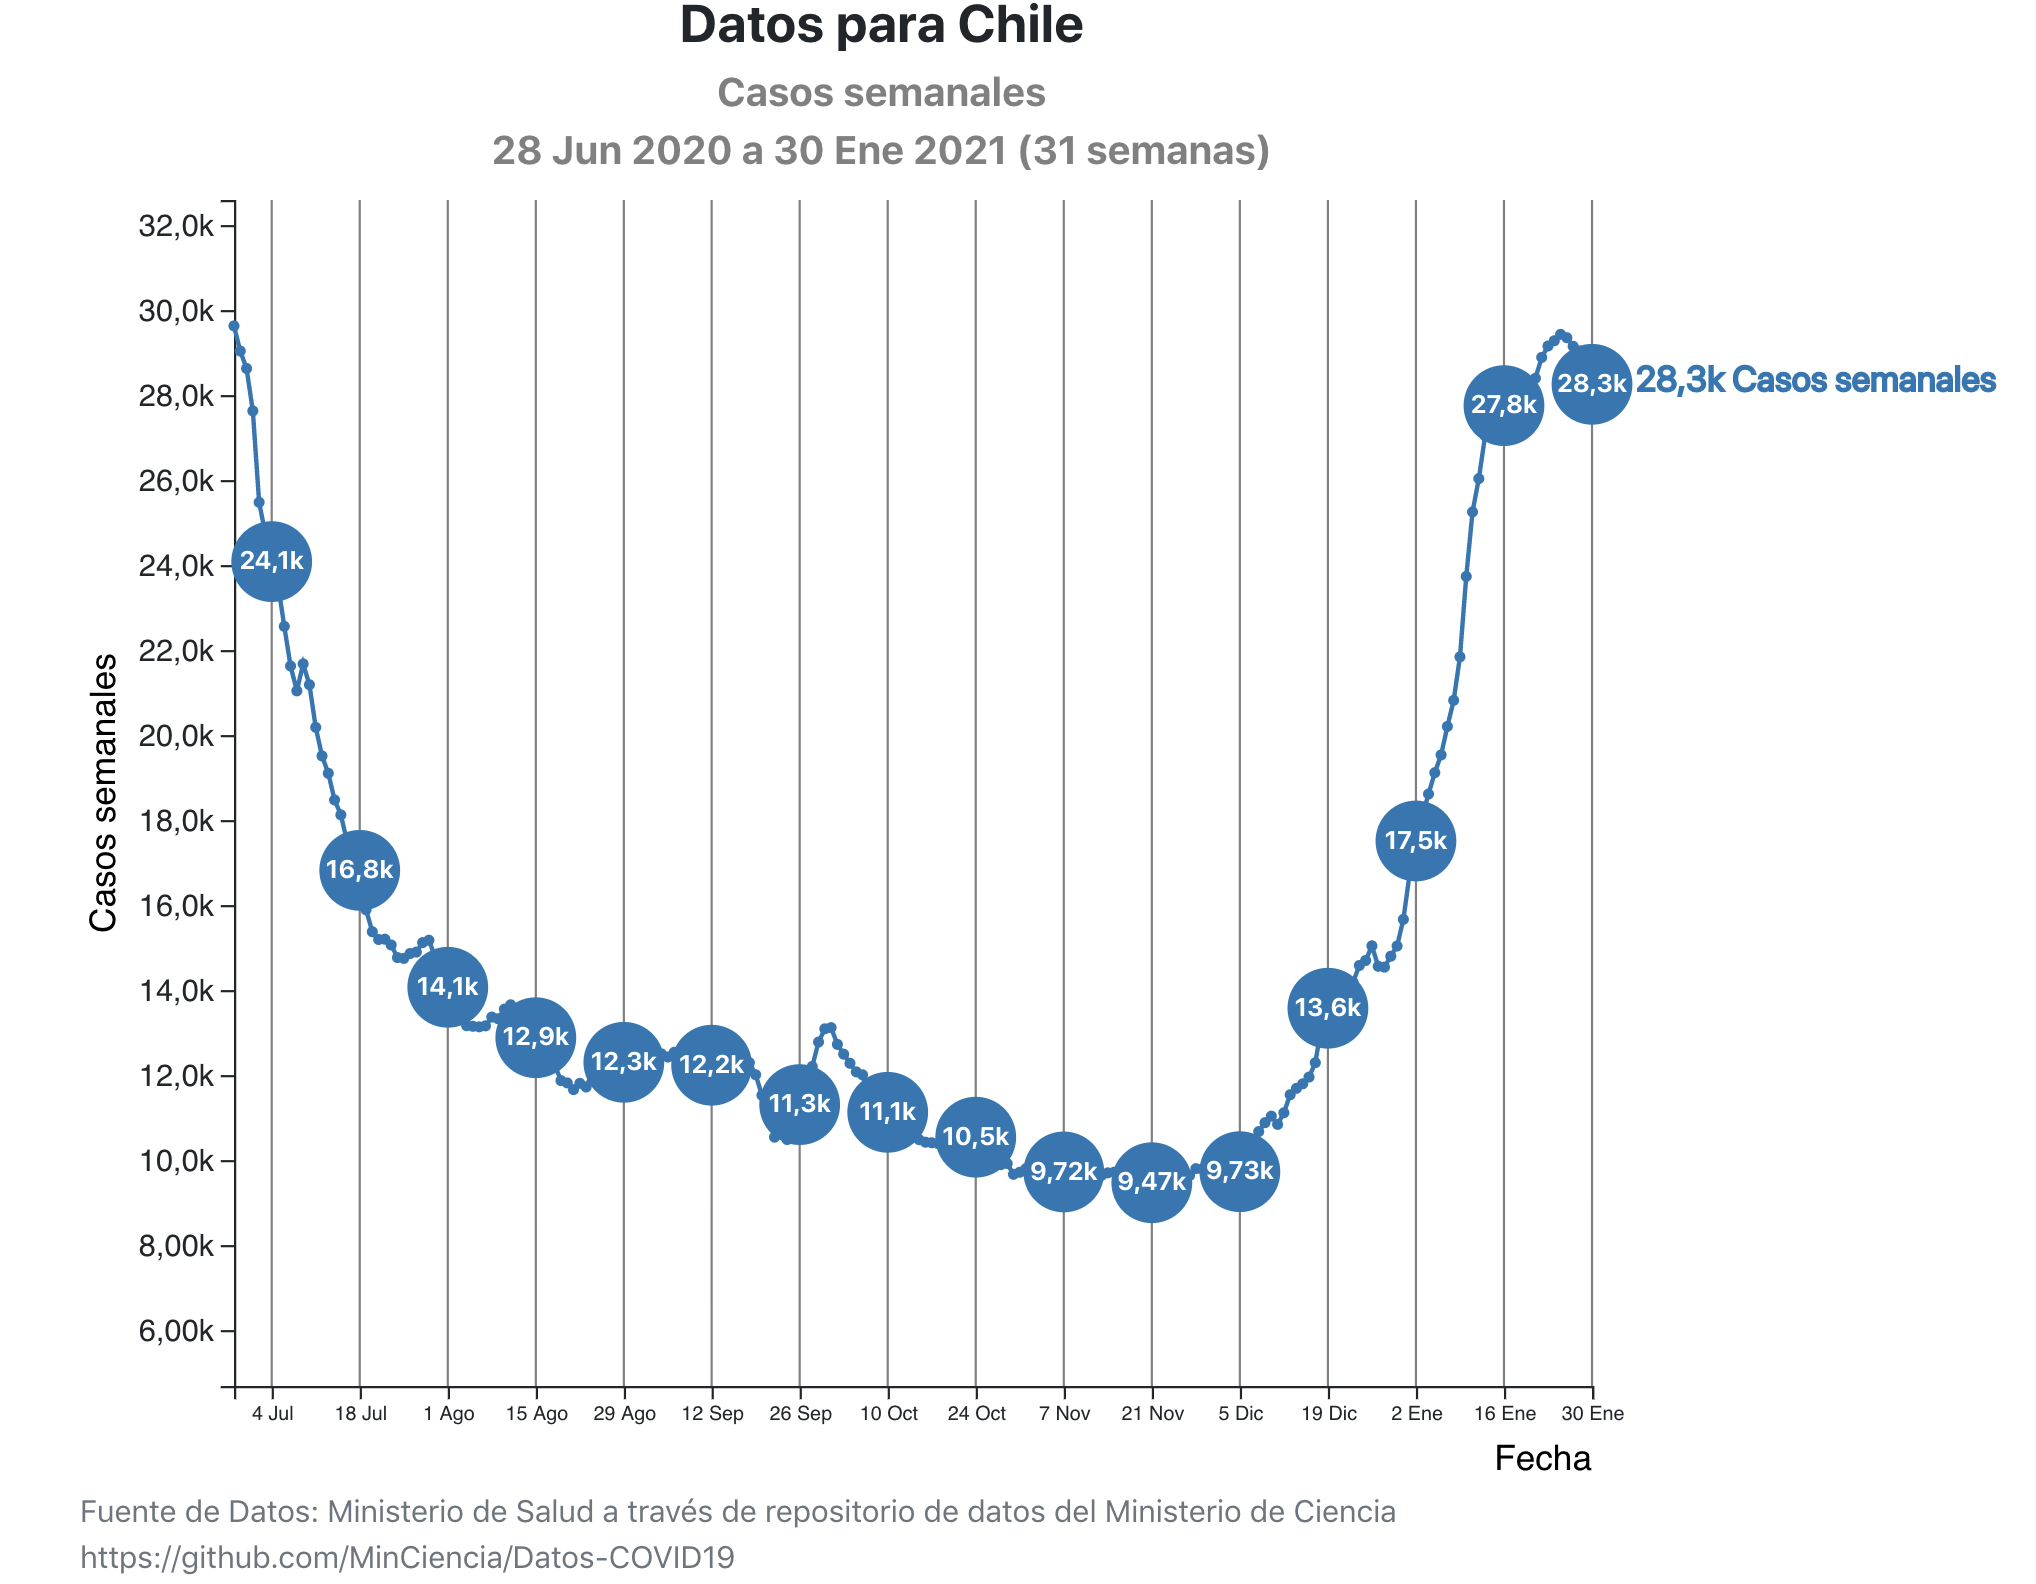 Datos para Chile
Casos semanales
28 Jun 2020 a 30 Ene 2021 (31 semanas)
32,0k
30,0k
28,0k
26,0k
24,0k
22,0k
20,0k
18,0k
16,0k
14,0k
12,0k
10,0k
8,00k
6,00k
Casos semanales
24,1k
16,8k
14,1k
12,9k
12,3k
12,2k
11,3k
11,1k
10,5k
9,72k
9,47k
9,73k
13,6k
17,5k
27,8k
28,3k
28,3k Casos semanales
4 Jul
18 Jul
1 Ago
15 Ago
29 Ago
12 Sep
26 Sep
10 Oct
24 Oct
7 Nov
21 Nov
5 Dic
19 Dic
2 Ene
16 Ene
30 Ene
Fecha
Fuente de Datos: Ministerio de Salud a través de repositorio de datos del Ministerio de Ciencia
https://github.com/MinCiencia/Datos-COVID19